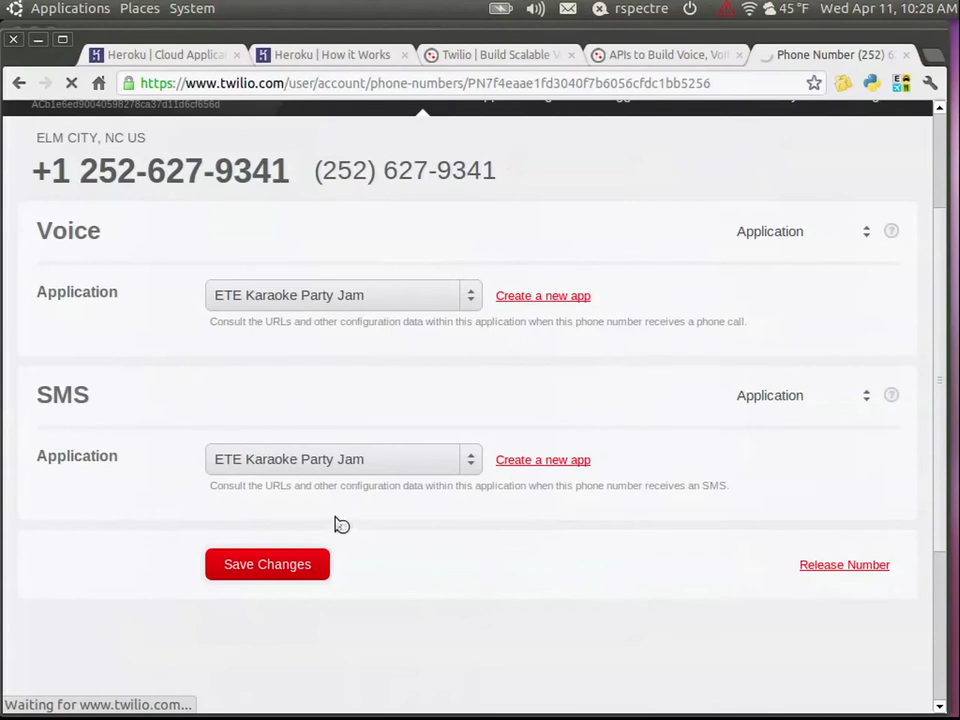 Applications Places System rspectre 45 °F Wed Apr 11, 10:28 AM
Heroku | Cloud Applica Heroku | How it Works Twilio | Build Scalable V APIs to Build Voice, VoI Phone Number (252) 6
https://www.twilio.com/user/account/phone-numbers/PN7f4eaae1fd3040f7b6056cfdc1bb5256
ELM CITY, NC US
+1 252-627-9341 (252) 627-9341
Voice Application
Application ETE Karaoke Party Jam Create a new app
Consult the URLs and other configuration data within this application when this phone number receives a phone call.
SMS Application
Application ETE Karaoke Party Jam Create a new app
Consult the URLs and other configuration data within this application when this phone number receives an SMS.
Save Changes Release Number
Waiting for www.twilio.com...